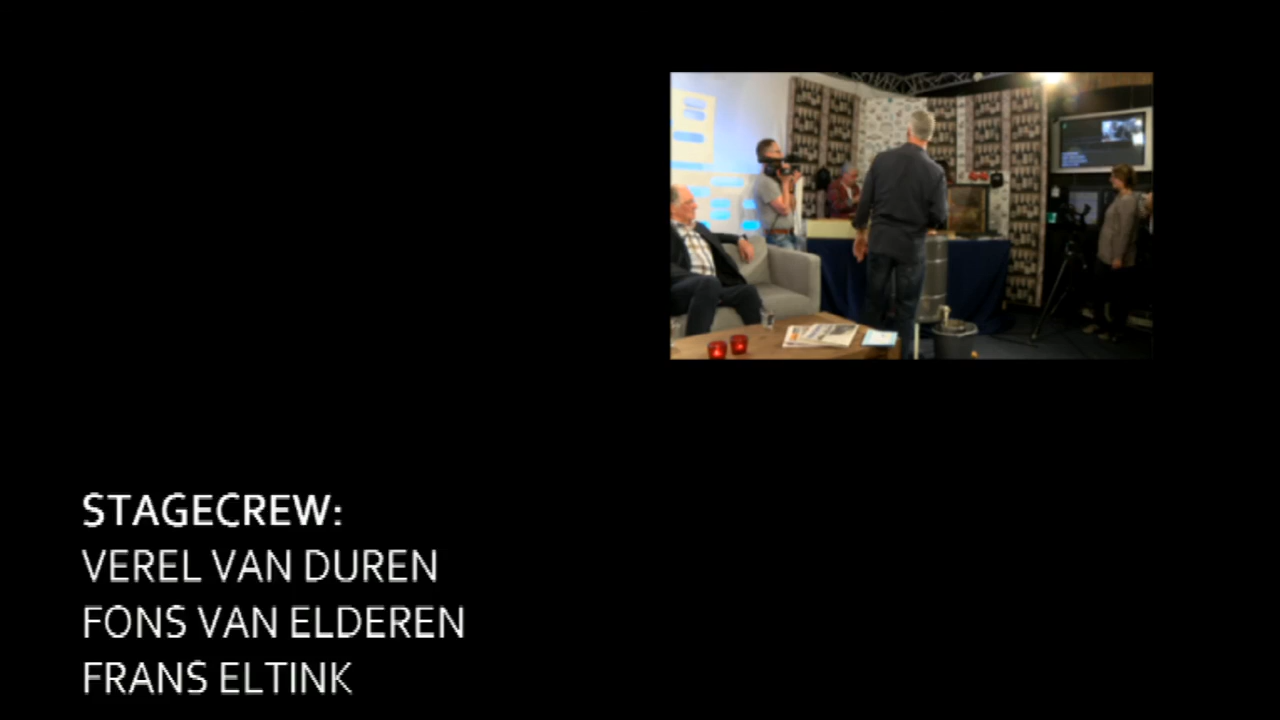 STAGECREW:
VEREL VAN DUREN
FONS VAN ELDEREN
FRANS ELTINK